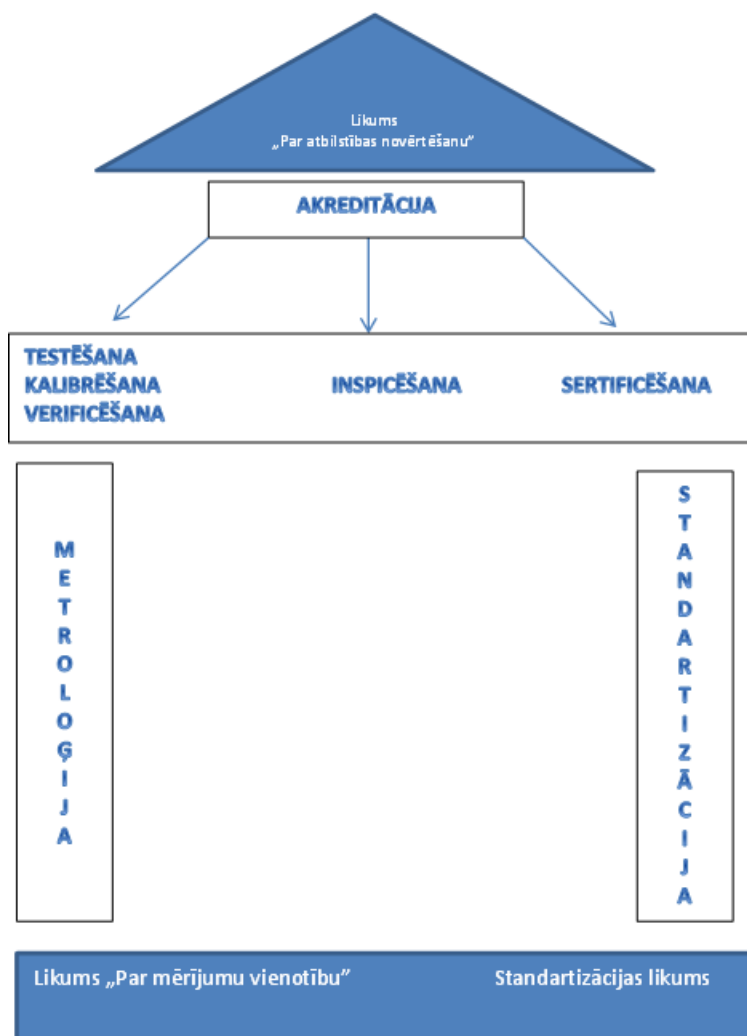 Likums
„Par atbilstības novērtēšanu"
AKREDITĀCIJA
TESTĒŠANA
KALIBRĒŠANA
VERIFICĒŠANA
INSPICĒŠANA
SERTIFICĒŠANA
METROLOĢIJA
STANDARTIZĀCIJA
Likums „Par mērījumu vienotību"
Standartizācijas likums